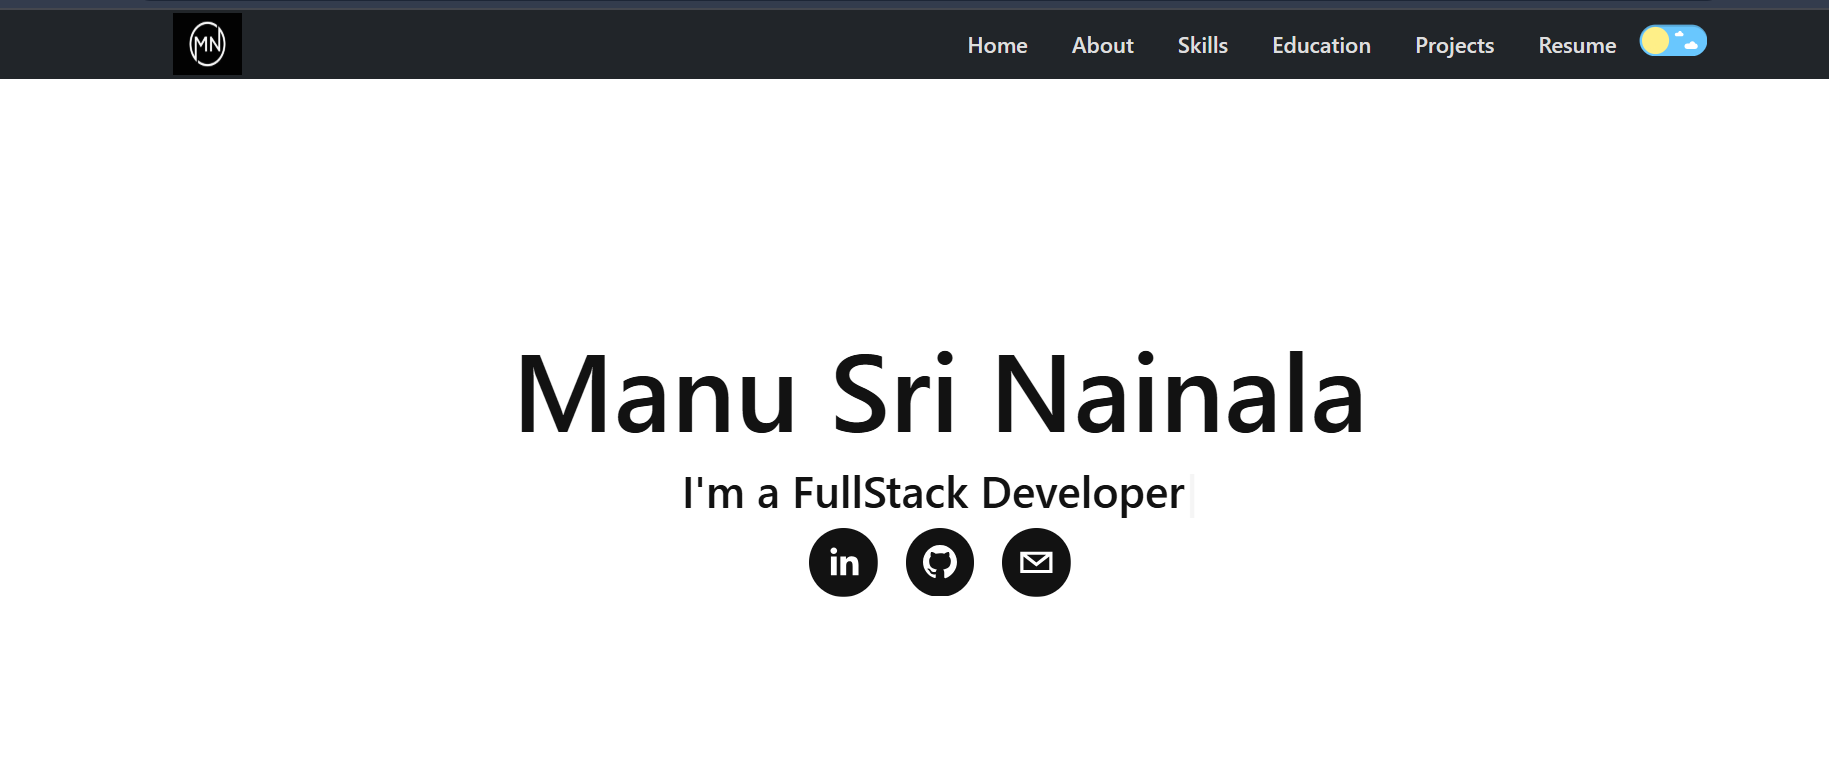 MN
Home About Skills Education Projects Resume
Manu Sri Nainala
I'm a FullStack Developer
in